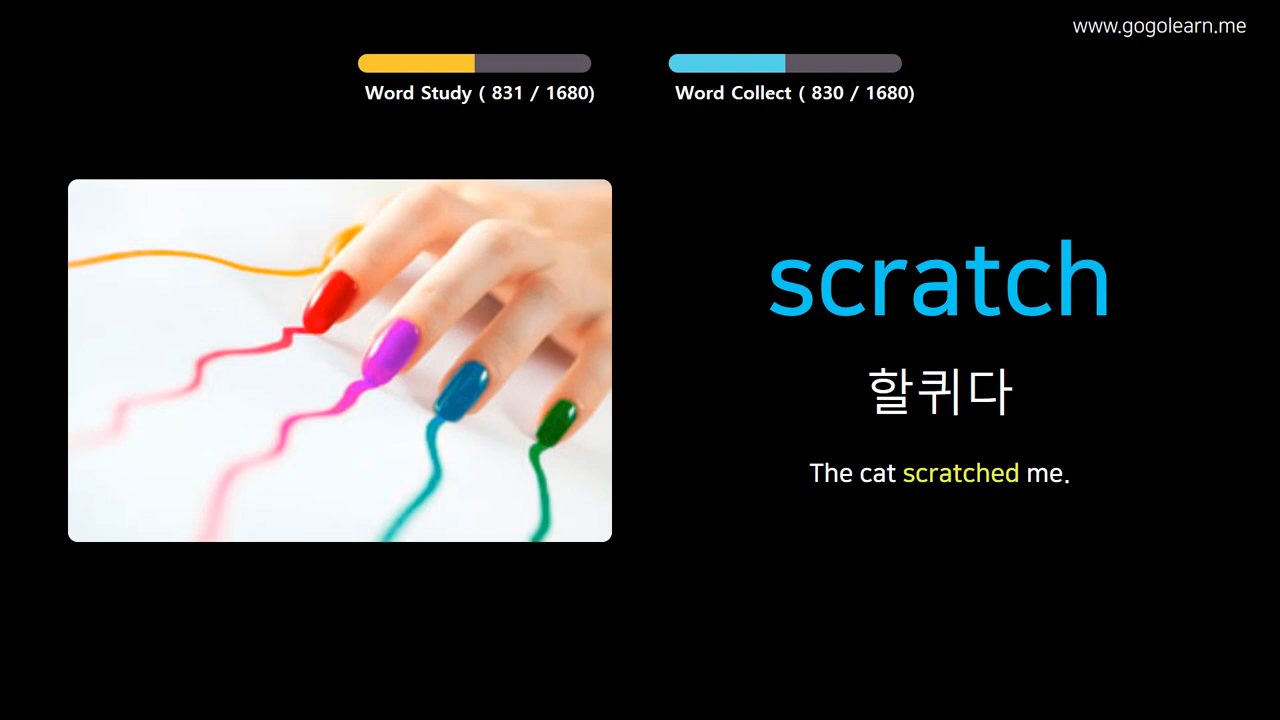 www.gogolearn.me
Word Study ( 831 / 1680)
Word Collect ( 830 / 1680)
scratch
할퀴다
The cat scratched me.